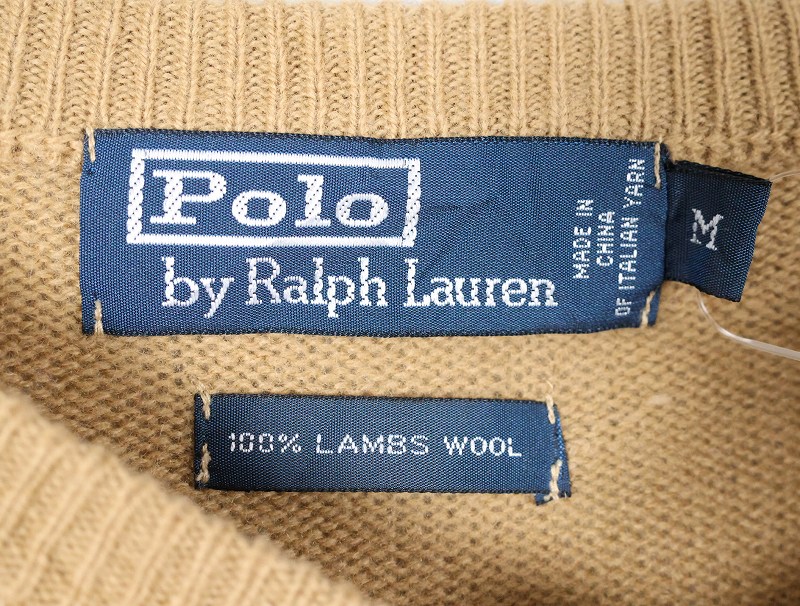 Polo
by Ralph Lauren
MADE IN
CHINA
OF ITALIAN YARN
M
100% LAMBS WOOL